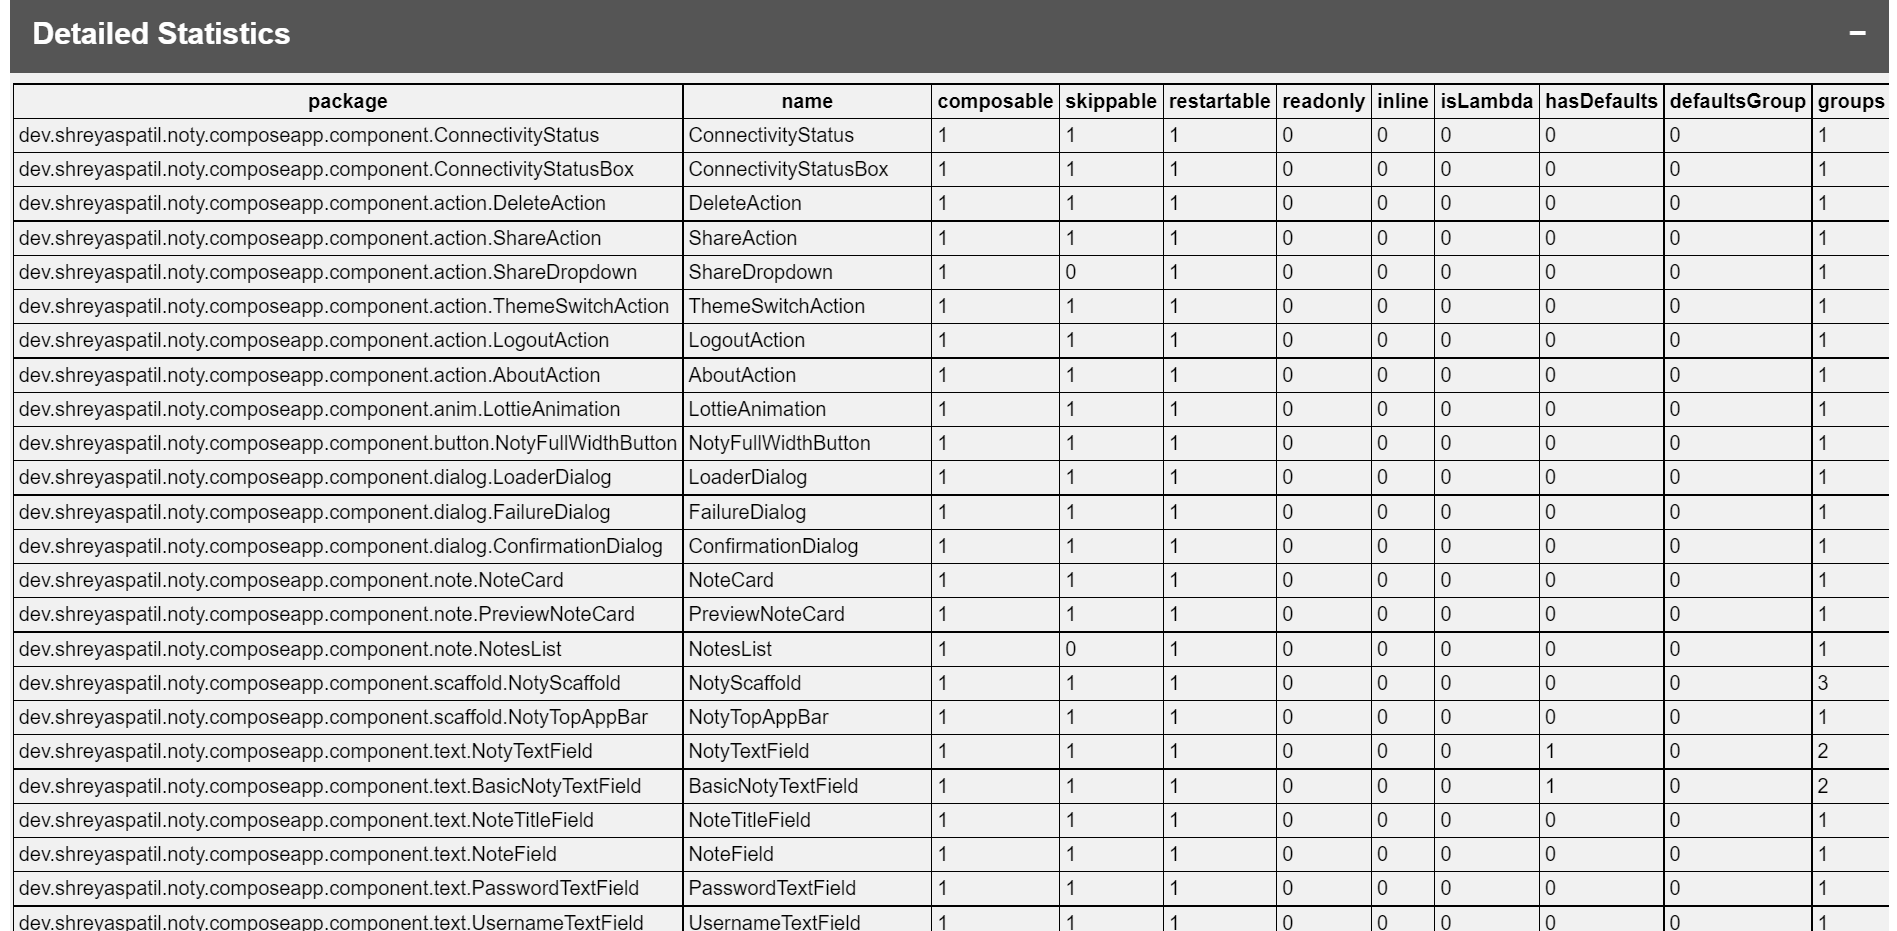 Detailed Statistics –
package name composable skippable restartable readonly inline isLambda hasDefaults defaultsGroup groups
dev.shreyaspatil.noty.composeapp.component.ConnectivityStatus ConnectivityStatus 1 1 1 0 0 0 0 0 1
dev.shreyaspatil.noty.composeapp.component.ConnectivityStatusBox ConnectivityStatusBox 1 1 1 0 0 0 0 0 1
dev.shreyaspatil.noty.composeapp.component.action.DeleteAction DeleteAction 1 1 1 0 0 0 0 0 1
dev.shreyaspatil.noty.composeapp.component.action.ShareAction ShareAction 1 1 1 0 0 0 0 0 1
dev.shreyaspatil.noty.composeapp.component.action.ShareDropdown ShareDropdown 1 0 1 0 0 0 0 0 1
dev.shreyaspatil.noty.composeapp.component.action.ThemeSwitchAction ThemeSwitchAction 1 1 1 0 0 0 0 0 1
dev.shreyaspatil.noty.composeapp.component.action.LogoutAction LogoutAction 1 1 1 0 0 0 0 0 1
dev.shreyaspatil.noty.composeapp.component.action.AboutAction AboutAction 1 1 1 0 0 0 0 0 1
dev.shreyaspatil.noty.composeapp.component.anim.LottieAnimation LottieAnimation 1 1 1 0 0 0 0 0 1
dev.shreyaspatil.noty.composeapp.component.button.NotyFullWidthButton NotyFullWidthButton 1 1 1 0 0 0 0 0 1
dev.shreyaspatil.noty.composeapp.component.dialog.LoaderDialog LoaderDialog 1 1 1 0 0 0 0 0 1
dev.shreyaspatil.noty.composeapp.component.dialog.FailureDialog FailureDialog 1 1 1 0 0 0 0 0 1
dev.shreyaspatil.noty.composeapp.component.dialog.ConfirmationDialog ConfirmationDialog 1 1 1 0 0 0 0 0 1
dev.shreyaspatil.noty.composeapp.component.note.NoteCard NoteCard 1 1 1 0 0 0 0 0 1
dev.shreyaspatil.noty.composeapp.component.note.PreviewNoteCard PreviewNoteCard 1 1 1 0 0 0 0 0 1
dev.shreyaspatil.noty.composeapp.component.note.NotesList NotesList 1 0 1 0 0 0 0 0 1
dev.shreyaspatil.noty.composeapp.component.scaffold.NotyScaffold NotyScaffold 1 1 1 0 0 0 0 0 3
dev.shreyaspatil.noty.composeapp.component.scaffold.NotyTopAppBar NotyTopAppBar 1 1 1 0 0 0 0 0 1
dev.shreyaspatil.noty.composeapp.component.text.NotyTextField NotyTextField 1 1 1 0 0 0 1 0 2
dev.shreyaspatil.noty.composeapp.component.text.BasicNotyTextField BasicNotyTextField 1 1 1 0 0 0 1 0 2
dev.shreyaspatil.noty.composeapp.component.text.NoteTitleField NoteTitleField 1 1 1 0 0 0 0 0 1
dev.shreyaspatil.noty.composeapp.component.text.NoteField NoteField 1 1 1 0 0 0 0 0 1
dev.shreyaspatil.noty.composeapp.component.text.PasswordTextField PasswordTextField 1 1 1 0 0 0 0 0 1
dev.shreyaspatil.noty.composeapp.component.text.UsernameTextField UsernameTextField 1 1 1 0 0 0 0 0 1